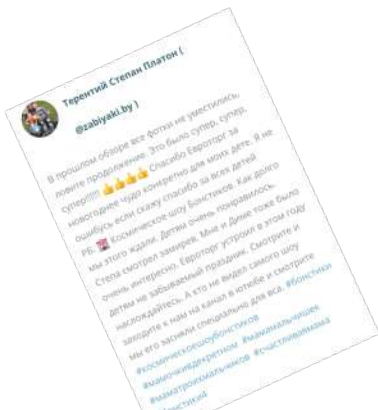 Терентий Степан Платон (
@zabiyaki.by )
В прошлом обзоре все фотки не уместились,
ловите продолжение. Это было супер, супер,
супер!!!!! 👍👍👍👍 Спасибо Евроторг за
новогоднее чудо конкретно для моих дете. Я не
ошибусь если скажу спасибо за всех детей
РБ. Космическое шоу Бонстиков. Как долго
мы этого ждали. Детям очень понравилось.
Степа смотрел замирев. Мне и Диме тоже было
очень интересно. Евроторг устроил в этом году
детям не забываемый праздник. Смотрите и
наслаждайтесь. А кто не видел самого шоу
заходите к нам на канал в ютюбе и смотрите
мы его засняли специально для вса. #бонстики
#космическоешоубонстиков
#мамочкивдекретном #мамамальчишек
#маматроихмальчиков #счастливаямама
#бонстики4